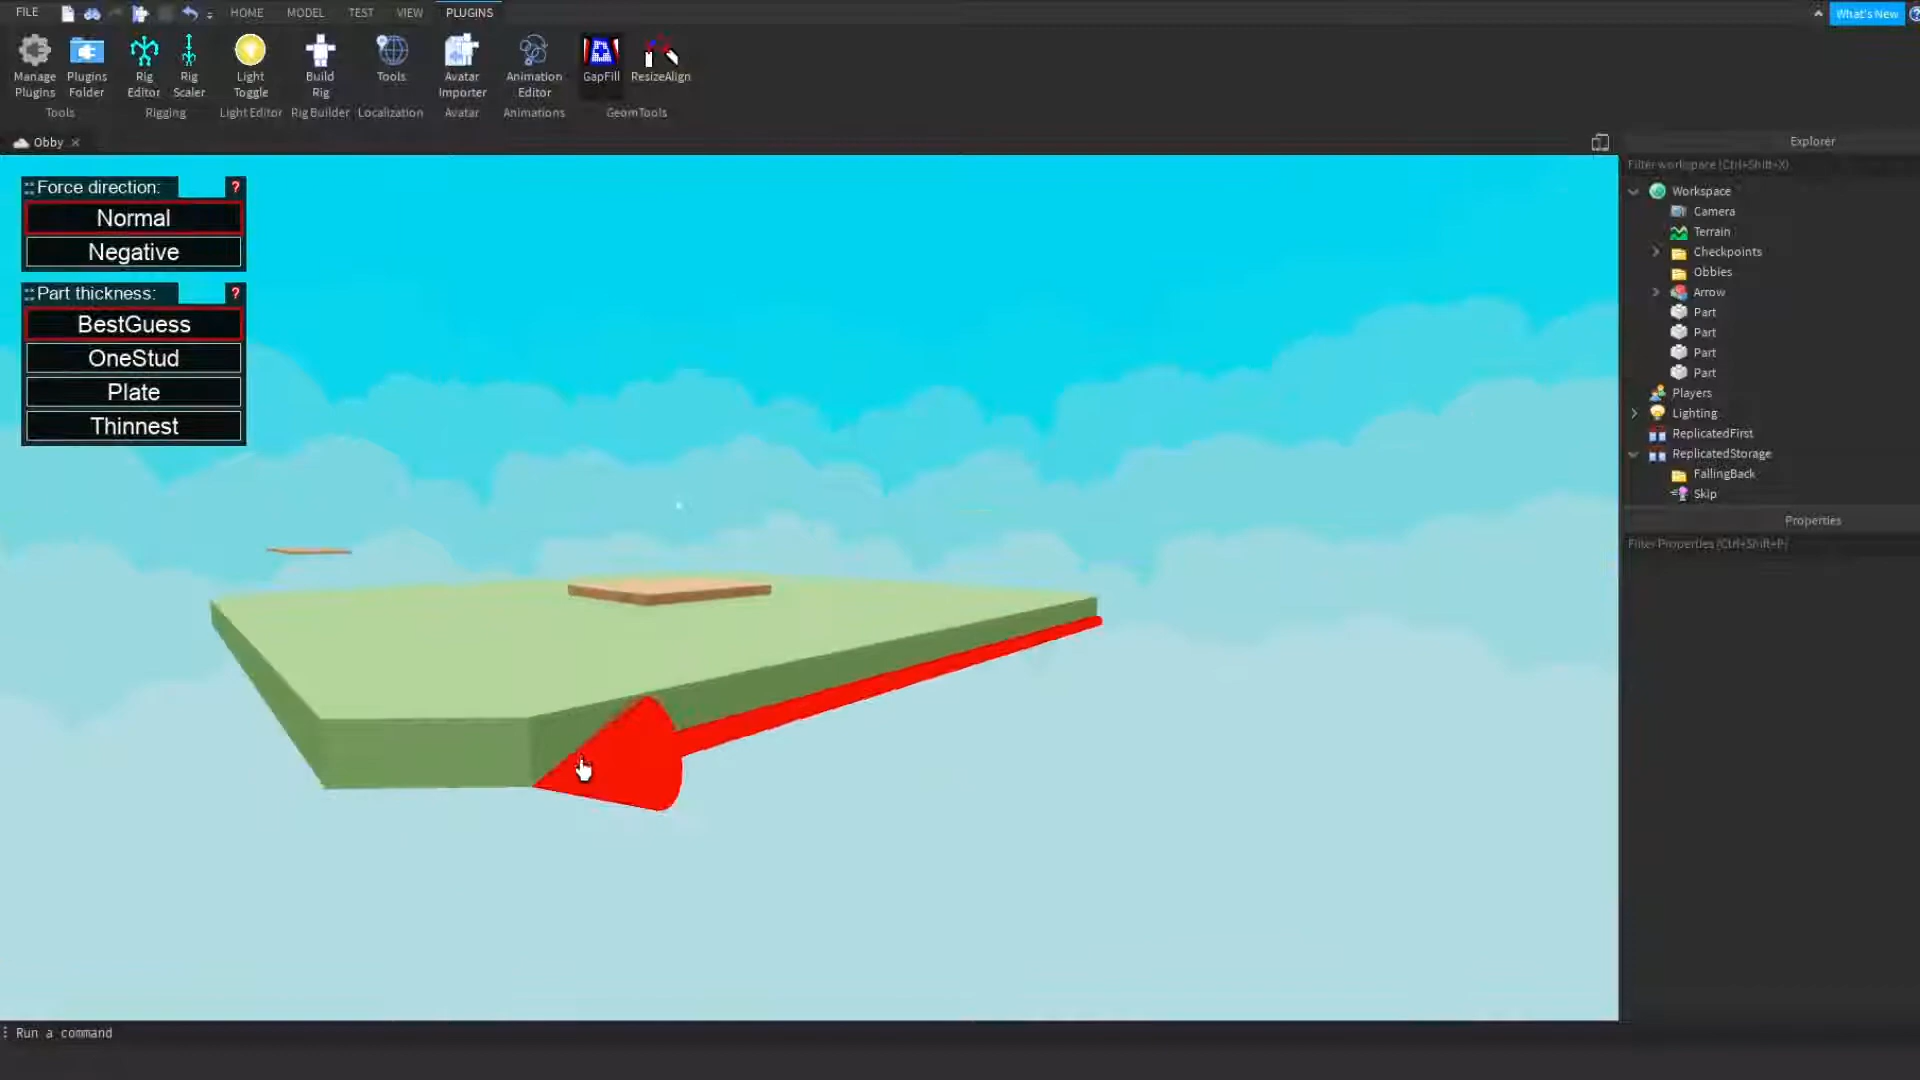 FILE HOME MODEL TEST VIEW PLUGINS What's New ?
Manage Plugins
Plugins Folder
Rig Editor
Rig Scaler
Light Toggle
Build Rig
Tools
Avatar Importer
Animation Editor
GapFill
ResizeAlign
Tools Rigging Light Editor Rig Builder Localization Avatar Animations GeomTools
Obby
Explorer
Filter workspace (Ctrl+Shift+X)
Workspace
Camera
Terrain
Checkpoints
Obbies
Arrow
Part
Part
Part
Part
Players
Lighting
ReplicatedFirst
ReplicatedStorage
FallingBack
Skip
Properties
Filter Properties (Ctrl+Shift+P)
Force direction: ?
Normal
Negative
Part thickness: ?
BestGuess
OneStud
Plate
Thinnest
Run a command